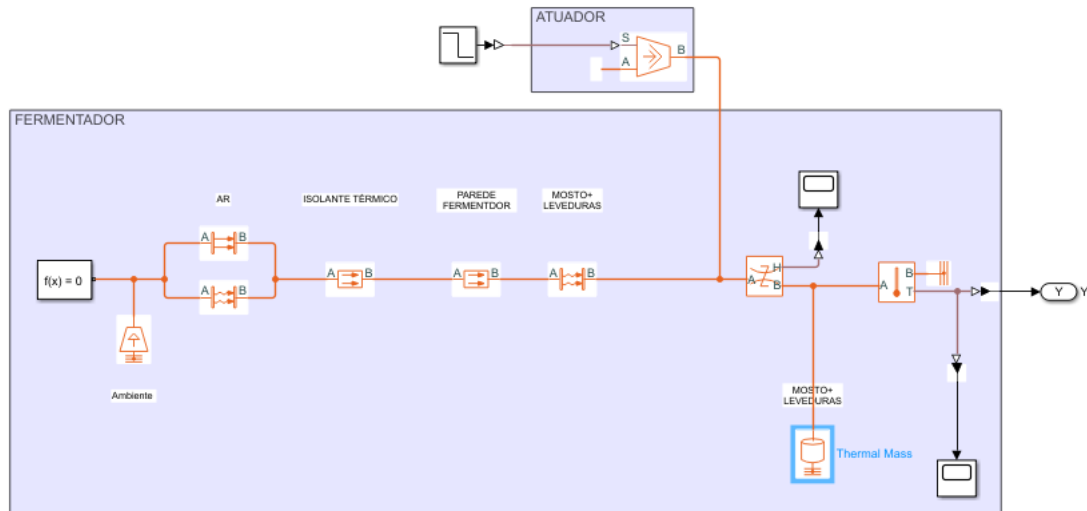 ATUADOR
S
A
B
FERMENTADOR
AR
ISOLANTE TÉRMICO
PAREDE
FERMENTDOR
MOSTO+
LEVEDURAS
A
B
f(x) = 0
A
B
A
B
A
B
A
B
A
H
B
A
B
T
Y
Y
Ambiente
MOSTO+
LEVEDURAS
Thermal Mass